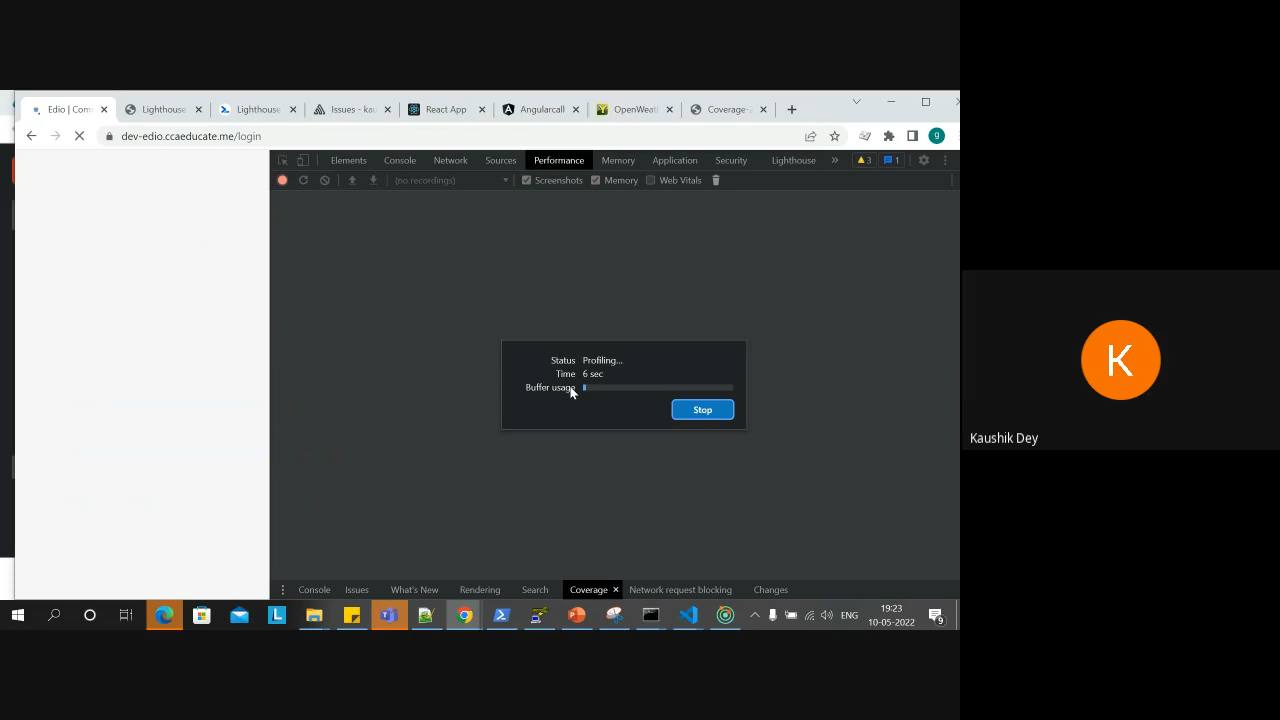 Edio | Com
Lighthouse
Lighthouse
Issues - kau
React App
Angularcall
OpenWeath
Coverage-2
dev-edio.ccaeducate.me/login
g
Elements
Console
Network
Sources
Performance
Memory
Application
Security
Lighthouse
3
1
(no recordings)
Screenshots
Memory
Web Vitals
Status Profiling...
Time 6 sec
Buffer usage
Stop
K
Kaushik Dey
Console
Issues
What's New
Rendering
Search
Coverage
Network request blocking
Changes
L
ENG
19:23
10-05-2022
9